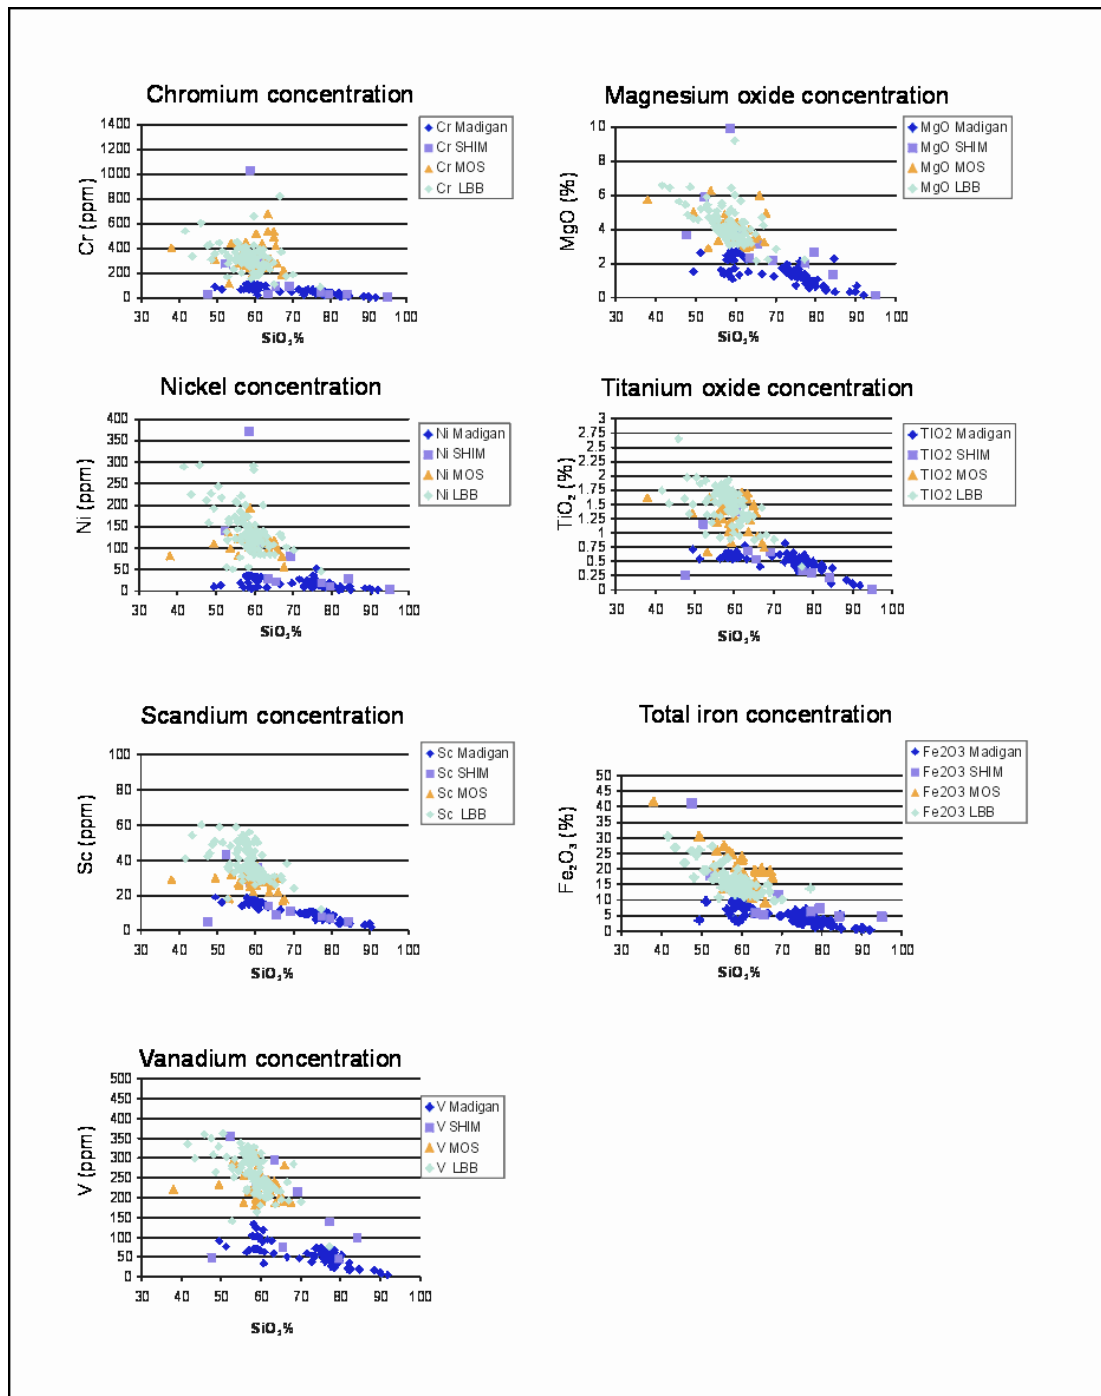 Chromium concentration
1400
1200
1000
800
600
400
200
0
Cr (ppm)
30 40 50 60 70 80 90 100
SiO₂%
Cr Madigan
Cr SHIM
Cr MOS
Cr LBB
Magnesium oxide concentration
10
8
6
4
2
0
MgO (%)
30 40 50 60 70 80 90 100
SiO₂%
MgO Madigan
MgO SHIM
MgO MOS
MgO LBB
Nickel concentration
400
350
300
250
200
150
100
50
0
Ni (ppm)
30 40 50 60 70 80 90 100
SiO₂%
Ni Madigan
Ni SHIM
Ni MOS
Ni LBB
Titanium oxide concentration
3
2.75
2.5
2.25
2
1.75
1.5
1.25
1
0.75
0.5
0.25
0
TiO₂ (%)
30 40 50 60 70 80 90 100
SiO₂%
TIO2 Madigan
TIO2 SHIM
TIO2 MOS
TIO2 LBB
Scandium concentration
100
80
60
40
20
0
Sc (ppm)
30 40 50 60 70 80 90 100
SiO₂%
Sc Madigan
Sc SHIM
Sc MOS
Sc LBB
Total iron concentration
50
45
40
35
30
25
20
15
10
5
0
Fe₂O₃ (%)
30 40 50 60 70 80 90 100
SiO₂%
Fe2O3 Madigan
Fe2O3 SHIM
Fe2O3 MOS
Fe2O3 LBB
Vanadium concentration
500
450
400
350
300
250
200
150
100
50
0
V (ppm)
30 40 50 60 70 80 90 100
SiO₂%
V Madigan
V SHIM
V MOS
V LBB